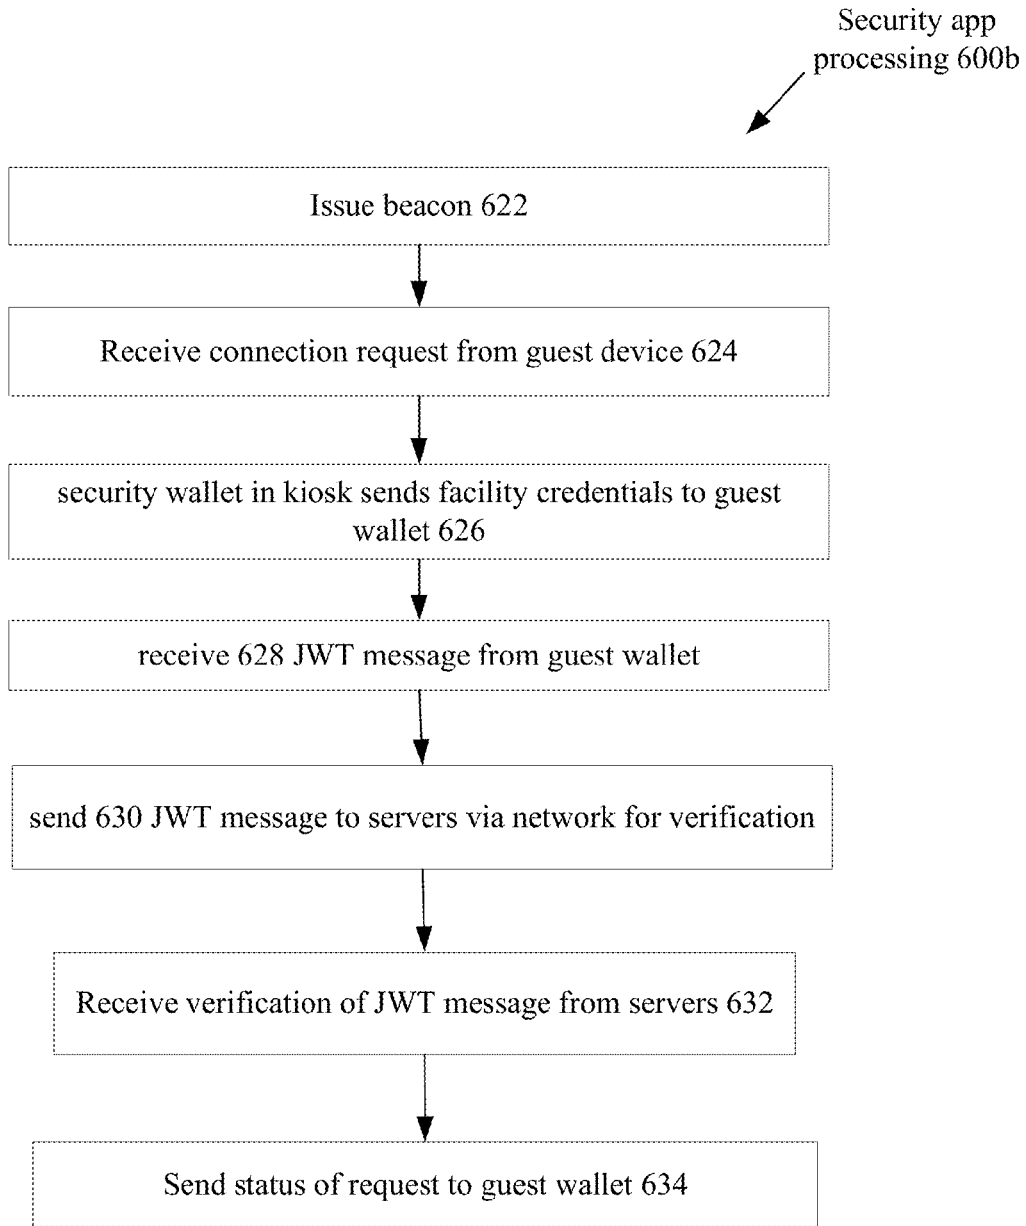 Security app
processing 600b
Issue beacon 622
Receive connection request from guest device 624
security wallet in kiosk sends facility credentials to guest
wallet 626
receive 628 JWT message from guest wallet
send 630 JWT message to servers via network for verification
Receive verification of JWT message from servers 632
Send status of request to guest wallet 634